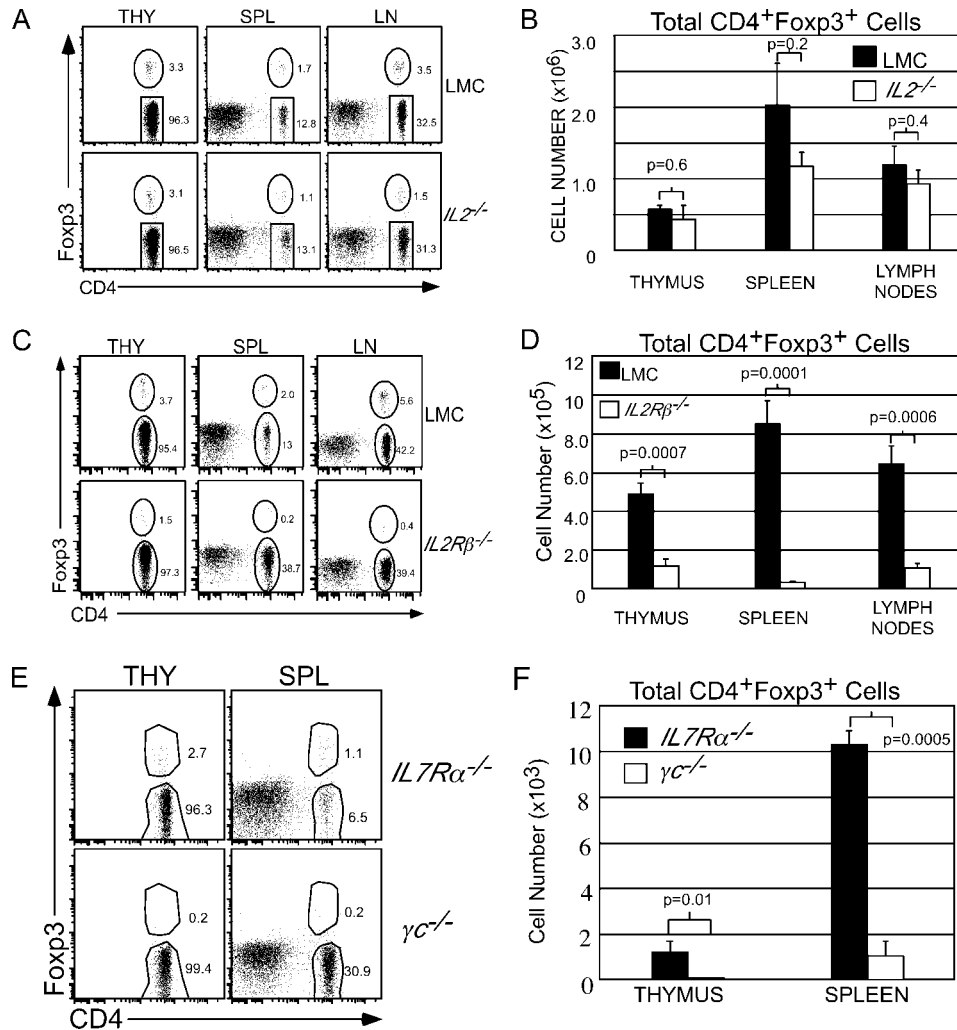 A
THY SPL LN
3.3 1.7 3.5
LMC
96.3 12.8 32.5
3.1 1.1 1.5
IL2-/-
96.5 13.1 31.3
Foxp3
CD4
B
Total CD4+Foxp3+ Cells
CELL NUMBER (x10⁶)
3.0
2.0
1.0
0
p=0.2
LMC
IL2-/-
p=0.4
p=0.6
THYMUS SPLEEN LYMPH
NODES
C
THY SPL LN
3.7 2.0 5.6
LMC
95.4 13 42.2
1.5 0.2 0.4
IL2Rβ-/-
97.3 38.7 39.4
Foxp3
CD4
D
Total CD4+Foxp3+ Cells
Cell Number (x10⁵)
12
10
8.0
6.0
4.0
2.0
0
LMC
IL2Rβ-/-
p=0.0001
p=0.0006
p=0.0007
THYMUS SPLEEN LYMPH
NODES
E
THY SPL
2.7 1.1
IL7Rα-/-
96.3 6.5
0.2 0.2
γc-/-
99.4 30.9
Foxp3
CD4
F
Total CD4+Foxp3+ Cells
Cell Number (x10³)
12
10
8
6
4
2
0
IL7Rα-/-
γc-/-
p=0.0005
p=0.01
THYMUS SPLEEN